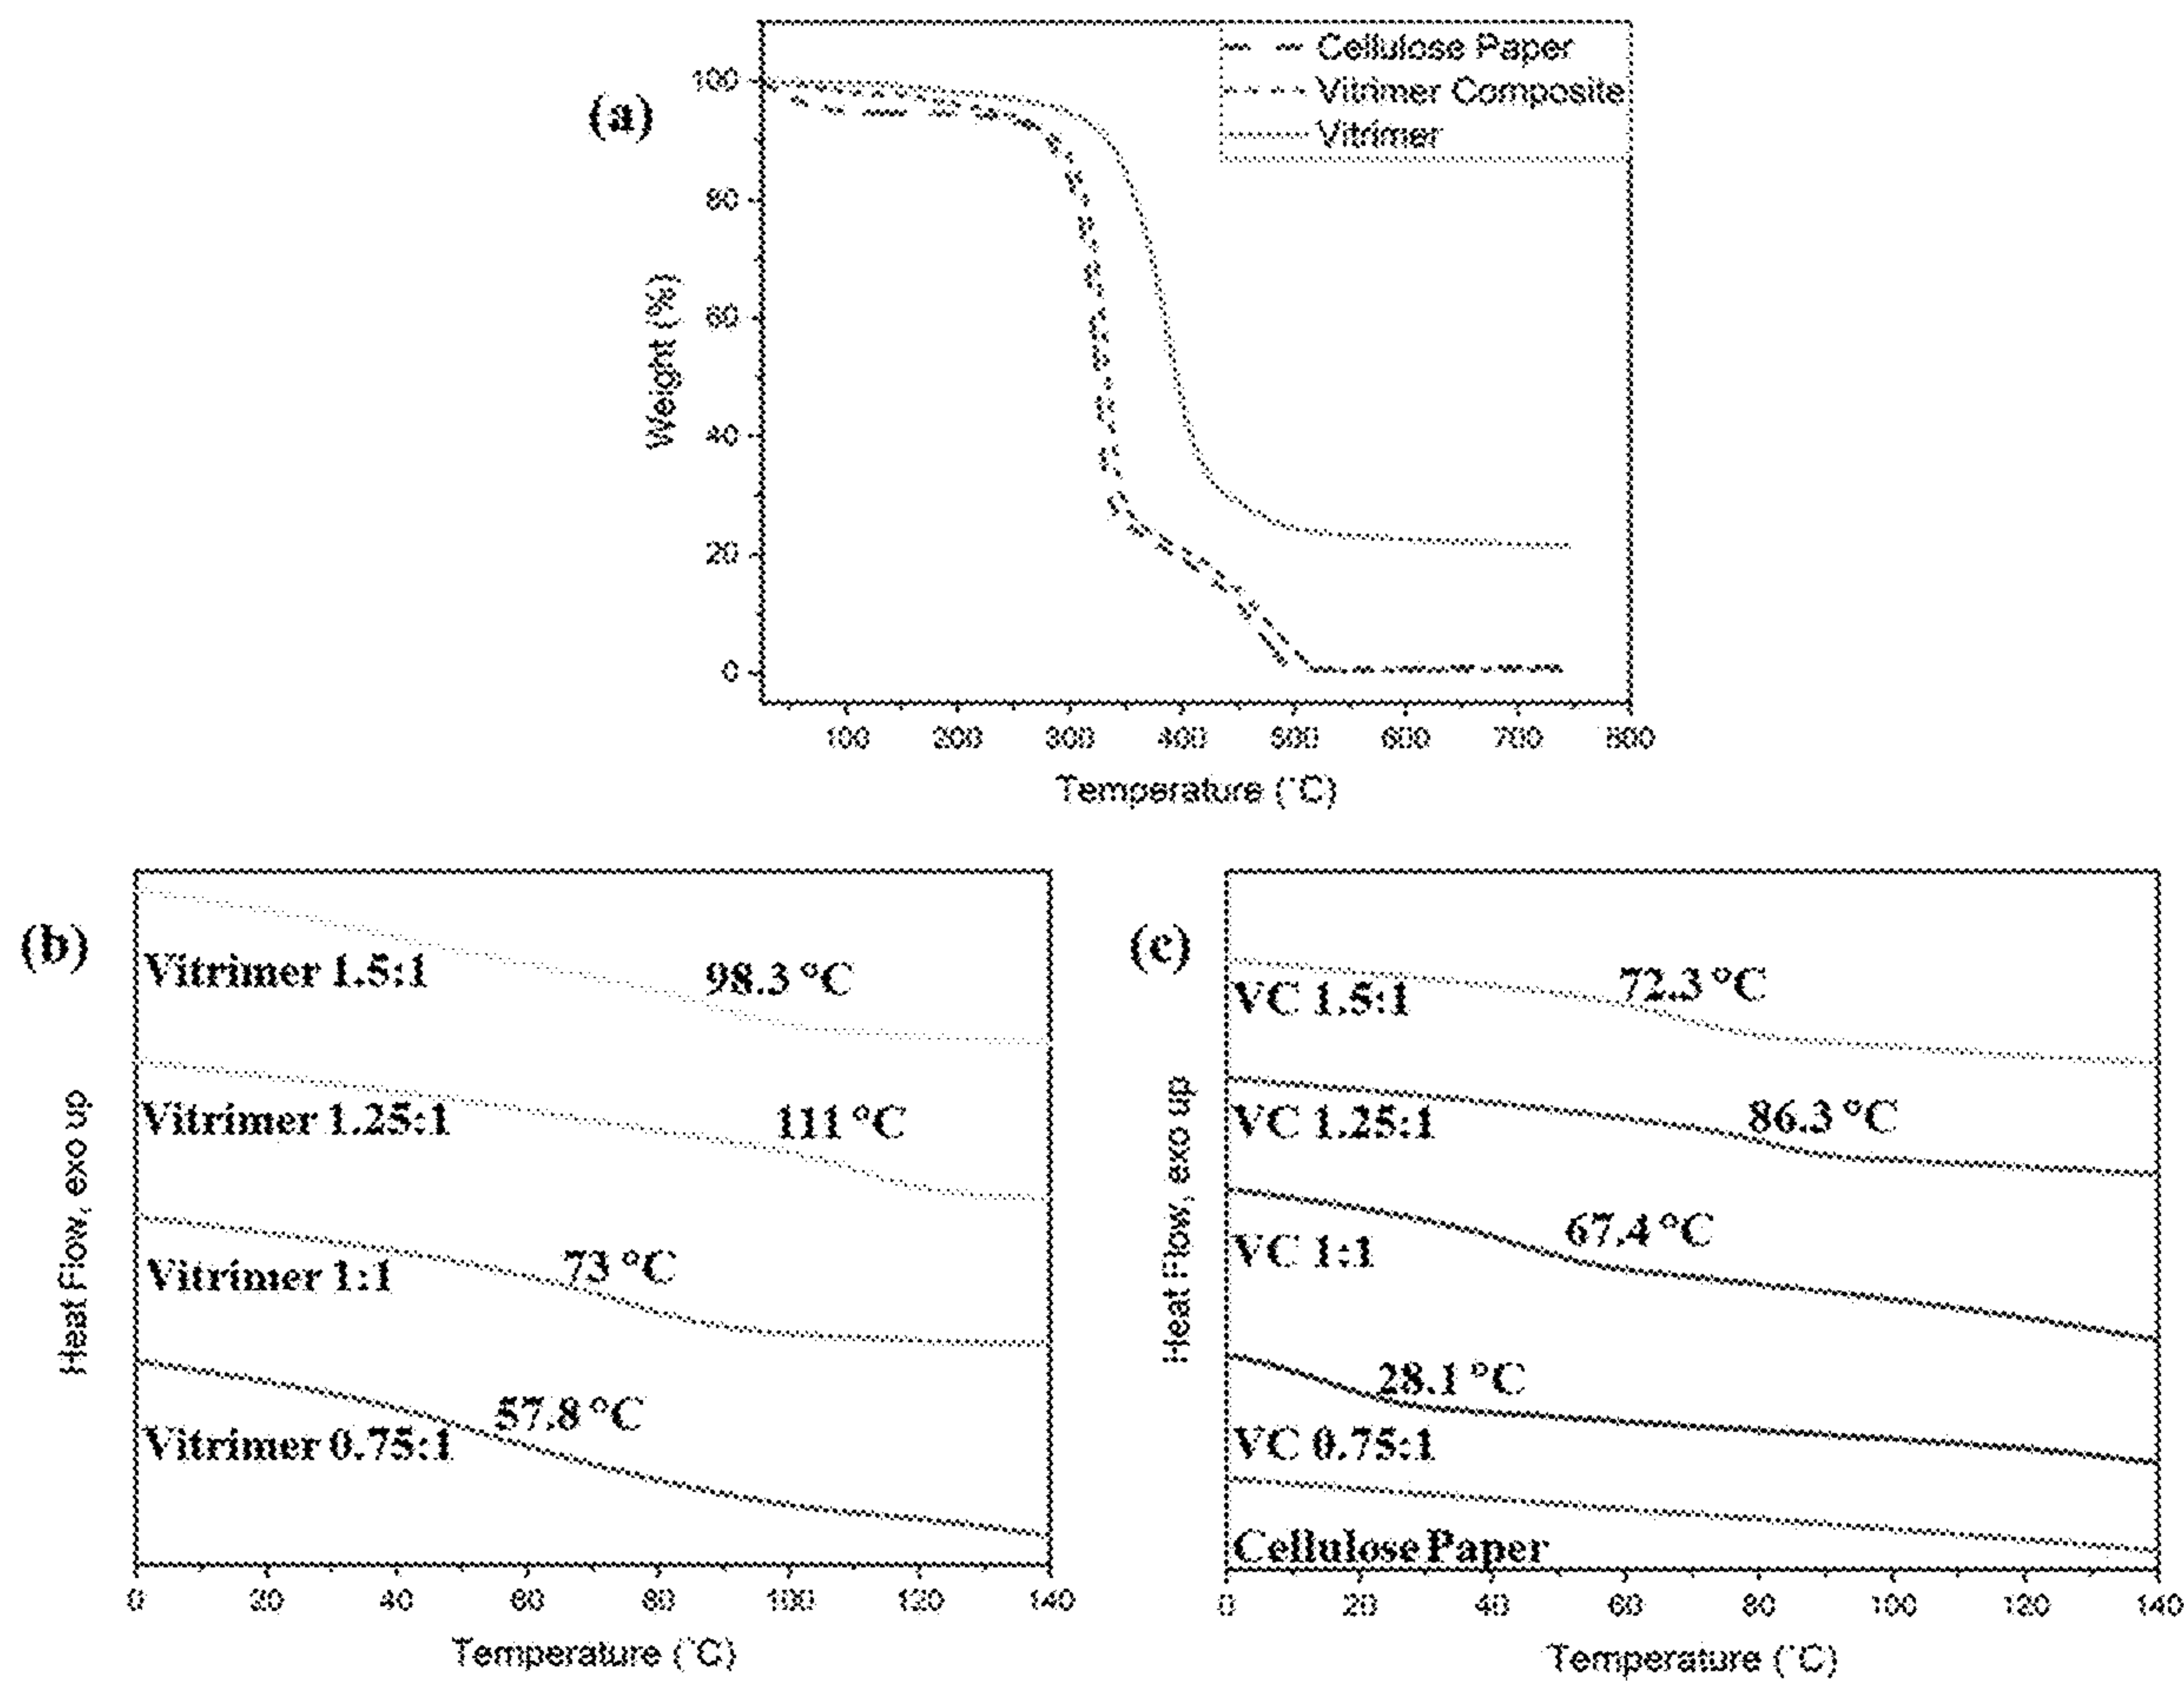 (a)
Cellulose Paper
Vitrimer Composite
Vitrimer
100
80
60
40
20
0
Weight (%)
100 200 300 400 500 600 700 800
Temperature (°C)
(b)
Vitrimer 1.5:1
98.3 °C
Vitrimer 1.25:1
111 °C
Vitrimer 1:1
73 °C
Vitrimer 0.75:1
57.8 °C
Heat Flow, exo up
0 20 40 60 80 100 120 140
Temperature (°C)
(c)
VC 1.5:1
72.3 °C
VC 1.25:1
86.3 °C
VC 1:1
67.4 °C
28.1 °C
VC 0.75:1
Cellulose Paper
Heat Flow, exo up
0 20 40 60 80 100 120 140
Temperature (°C)